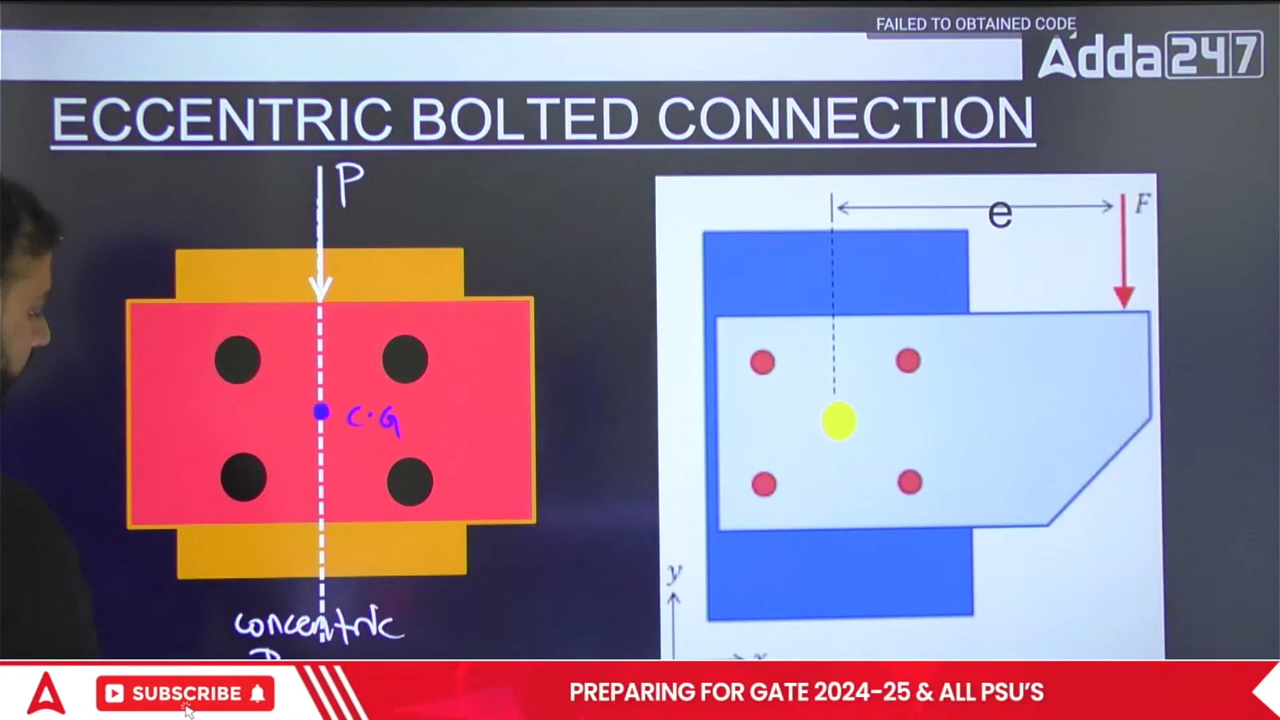 FAILED TO OBTAINED CODE
Adda247
ECCENTRIC BOLTED CONNECTION
P
e
F
C.G
y
concentric
SUBSCRIBE
PREPARING FOR GATE 2024-25 & ALL PSU'S